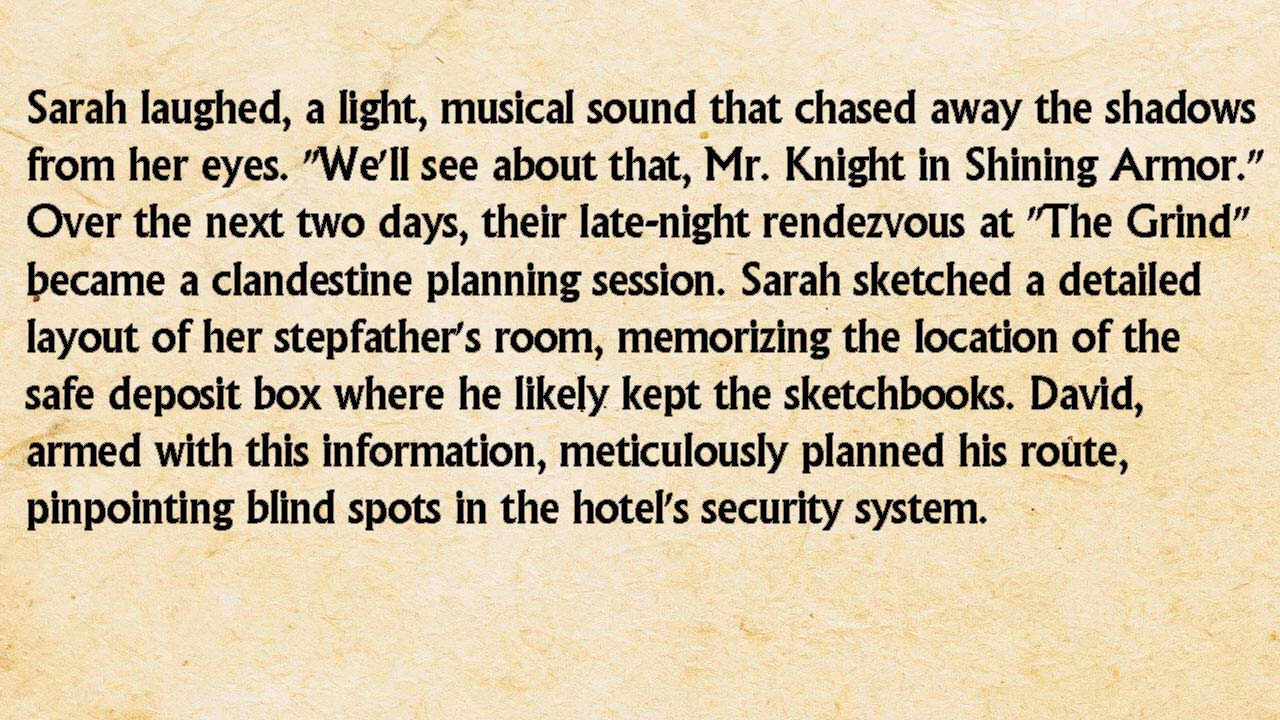 Sarah laughed, a light, musical sound that chased away the shadows
from her eyes. "We'll see about that, Mr. Knight in Shining Armor."
Over the next two days, their late-night rendezvous at "The Grind"
became a clandestine planning session. Sarah sketched a detailed
layout of her stepfather's room, memorizing the location of the
safe deposit box where he likely kept the sketchbooks. David,
armed with this information, meticulously planned his route,
pinpointing blind spots in the hotel's security system.